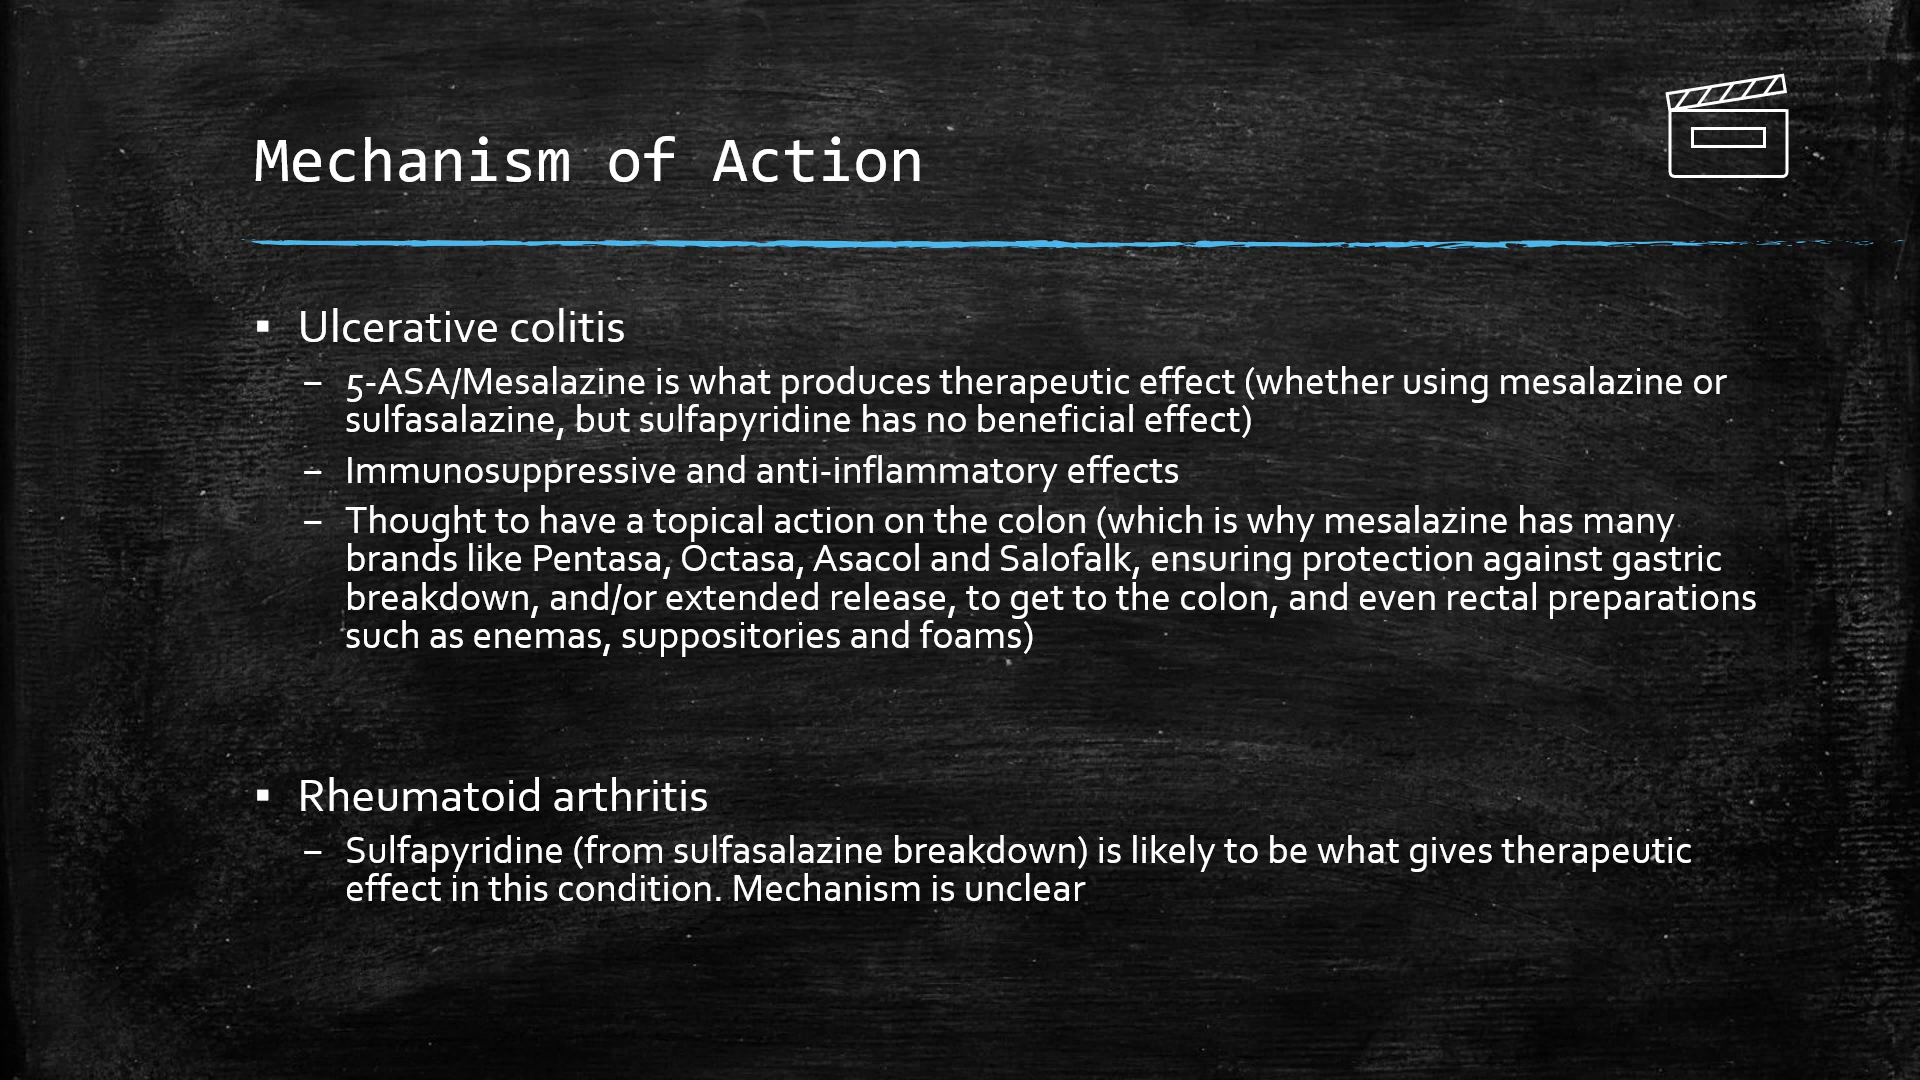 Mechanism of Action
▪ Ulcerative colitis
– 5-ASA/Mesalazine is what produces therapeutic effect (whether using mesalazine or
sulfasalazine, but sulfapyridine has no beneficial effect)
– Immunosuppressive and anti-inflammatory effects
– Thought to have a topical action on the colon (which is why mesalazine has many
brands like Pentasa, Octasa, Asacol and Salofalk, ensuring protection against gastric
breakdown, and/or extended release, to get to the colon, and even rectal preparations
such as enemas, suppositories and foams)
▪ Rheumatoid arthritis
– Sulfapyridine (from sulfasalazine breakdown) is likely to be what gives therapeutic
effect in this condition. Mechanism is unclear